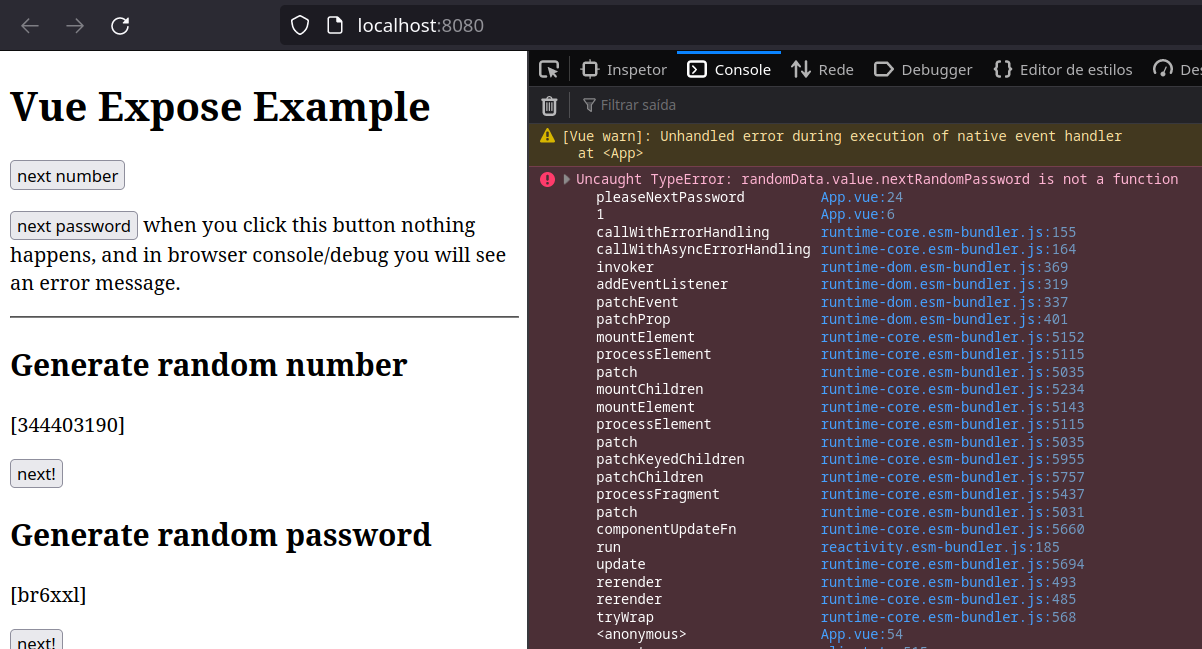 localhost:8080
Vue Expose Example
next number
next password when you click this button nothing
happens, and in browser console/debug you will see
an error message.
Generate random number
[344403190]
next!
Generate random password
[br6xxl]
next!
Inspetor Console Rede Debugger Editor de estilos Des
Filtrar saída
[Vue warn]: Unhandled error during execution of native event handler
at <App>
Uncaught TypeError: randomData.value.nextRandomPassword is not a function
pleaseNextPassword App.vue:24
1 App.vue:6
callWithErrorHandling runtime-core.esm-bundler.js:155
callWithAsyncErrorHandling runtime-core.esm-bundler.js:164
invoker runtime-dom.esm-bundler.js:369
addEventListener runtime-dom.esm-bundler.js:319
patchEvent runtime-dom.esm-bundler.js:337
patchProp runtime-dom.esm-bundler.js:401
mountElement runtime-core.esm-bundler.js:5152
processElement runtime-core.esm-bundler.js:5115
patch runtime-core.esm-bundler.js:5035
mountChildren runtime-core.esm-bundler.js:5234
mountElement runtime-core.esm-bundler.js:5143
processElement runtime-core.esm-bundler.js:5115
patch runtime-core.esm-bundler.js:5035
patchKeyedChildren runtime-core.esm-bundler.js:5955
patchChildren runtime-core.esm-bundler.js:5757
processFragment runtime-core.esm-bundler.js:5437
patch runtime-core.esm-bundler.js:5031
componentUpdateFn runtime-core.esm-bundler.js:5660
run reactivity.esm-bundler.js:185
update runtime-core.esm-bundler.js:5694
rerender runtime-core.esm-bundler.js:493
rerender runtime-core.esm-bundler.js:485
tryWrap runtime-core.esm-bundler.js:568
<anonymous> App.vue:54